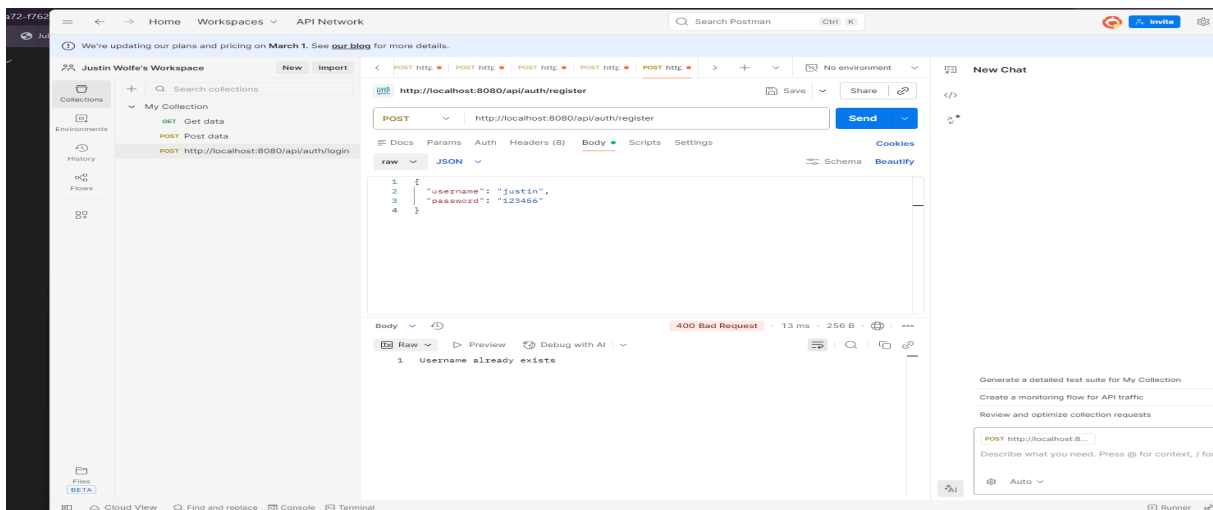 a72-f762
Home Workspaces API Network
Search Postman Ctrl K
Invite
We're updating our plans and pricing on March 1. See our blog for more details.
Justin Wolfe's Workspace New Import
Collections
Environments
History
Flows
Files
BETA
Search collections
My Collection
GET Get data
POST Post data
POST http://localhost:8080/api/auth/login
POST http POST http POST http POST http POST http
No environment
http://localhost:8080/api/auth/register
Save Share
POST http://localhost:8080/api/auth/register Send
Docs Params Auth Headers (8) Body Scripts Settings Cookies
raw JSON Schema Beautify
1 {
2 "username": "justin",
3 "password": "123456"
4 }
Body 400 Bad Request 13 ms 256 B
Raw Preview Debug with AI
1 Username already exists
New Chat
Generate a detailed test suite for My Collection
Create a monitoring flow for API traffic
Review and optimize collection requests
POST http://localhost:8...
Describe what you need. Press @ for context, / for
Auto
AI
Cloud View Find and replace Console Terminal
Runner